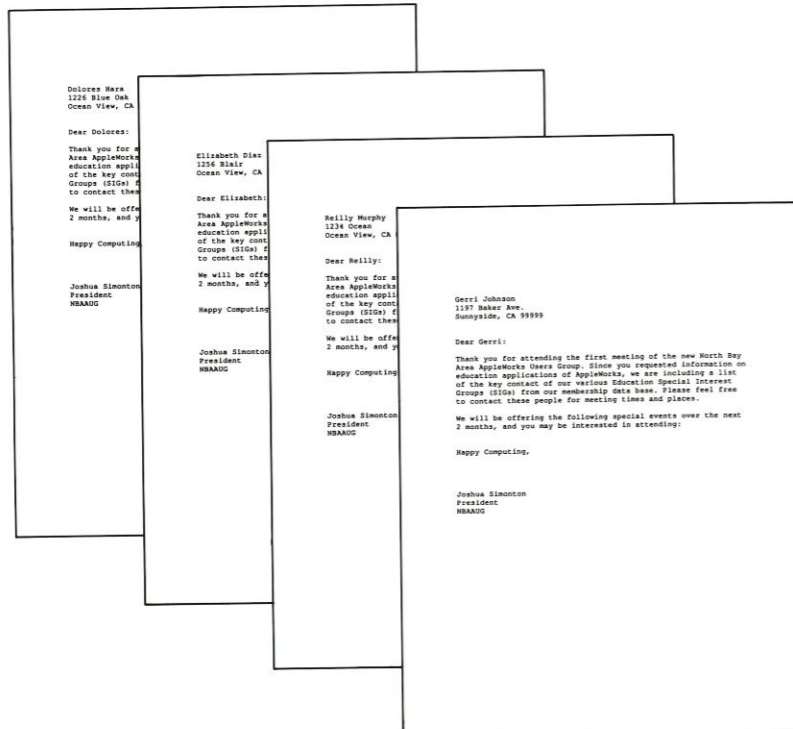 Dolores Hara
1226 Blue Oak
Ocean View, CA
Dear Dolores:
Thank you for a
Area AppleWorks
education appli
of the key cont
Groups (SIGs) f
to contact thes
We will be offe
2 months, and y
Happy Computing
Joshua Simonton
President
NBAAUG
Elizabeth Diaz
1256 Blair
Ocean View, CA
Dear Elizabeth:
Thank you for a
Area AppleWorks
education appli
of the key cont
Groups (SIGs) f
to contact thes
We will be offe
2 months, and y
Happy Computing
Joshua Simonton
President
NBAAUG
Reilly Murphy
1234 Ocean
Ocean View, CA
Dear Reilly:
Thank you for a
Area AppleWorks
education appli
of the key cont
Groups (SIGs) f
to contact thes
We will be offe
2 months, and y
Happy Computing
Joshua Simonton
President
NBAAUG
Gerri Johnson
1197 Baker Ave.
Sunnyside, CA 99999
Dear Gerri:
Thank you for attending the first meeting of the new North Bay
Area AppleWorks Users Group. Since you requested information on
education applications of AppleWorks, we are including a list
of the key contact of our various Education Special Interest
Groups (SIGs) from our membership data base. Please feel free
to contact these people for meeting times and places.
We will be offering the following special events over the next
2 months, and you may be interested in attending:
Happy Computing,
Joshua Simonton
President
NBAAUG